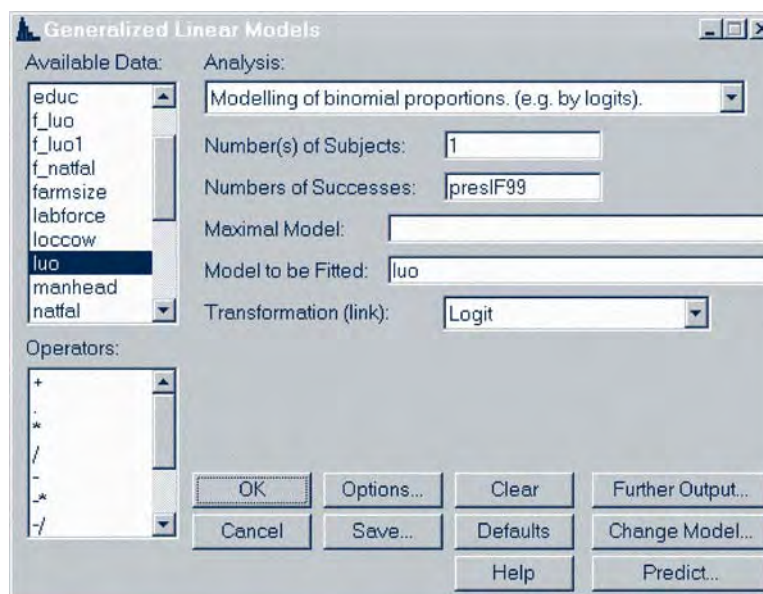 Generalized Linear Models
Available Data:
educ
f_luo
f_luo1
f_natfal
farmsize
labforce
loccow
luo
manhead
natfal
Operators:
+
.
*
/
-
-*
-/
Analysis:
Modelling of binomial proportions. (e.g. by logits).
Number(s) of Subjects: 1
Numbers of Successes: presIF99
Maximal Model:
Model to be Fitted: luo
Transformation (link): Logit
OK Options... Clear Further Output...
Cancel Save... Defaults Change Model...
Help Predict...